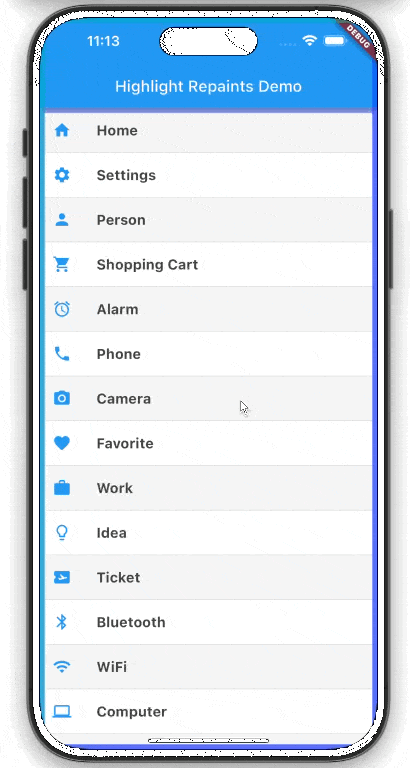 11:13
DEBUG
Highlight Repaints Demo
Home
Settings
Person
Shopping Cart
Alarm
Phone
Camera
Favorite
Work
Idea
Ticket
Bluetooth
WiFi
Computer